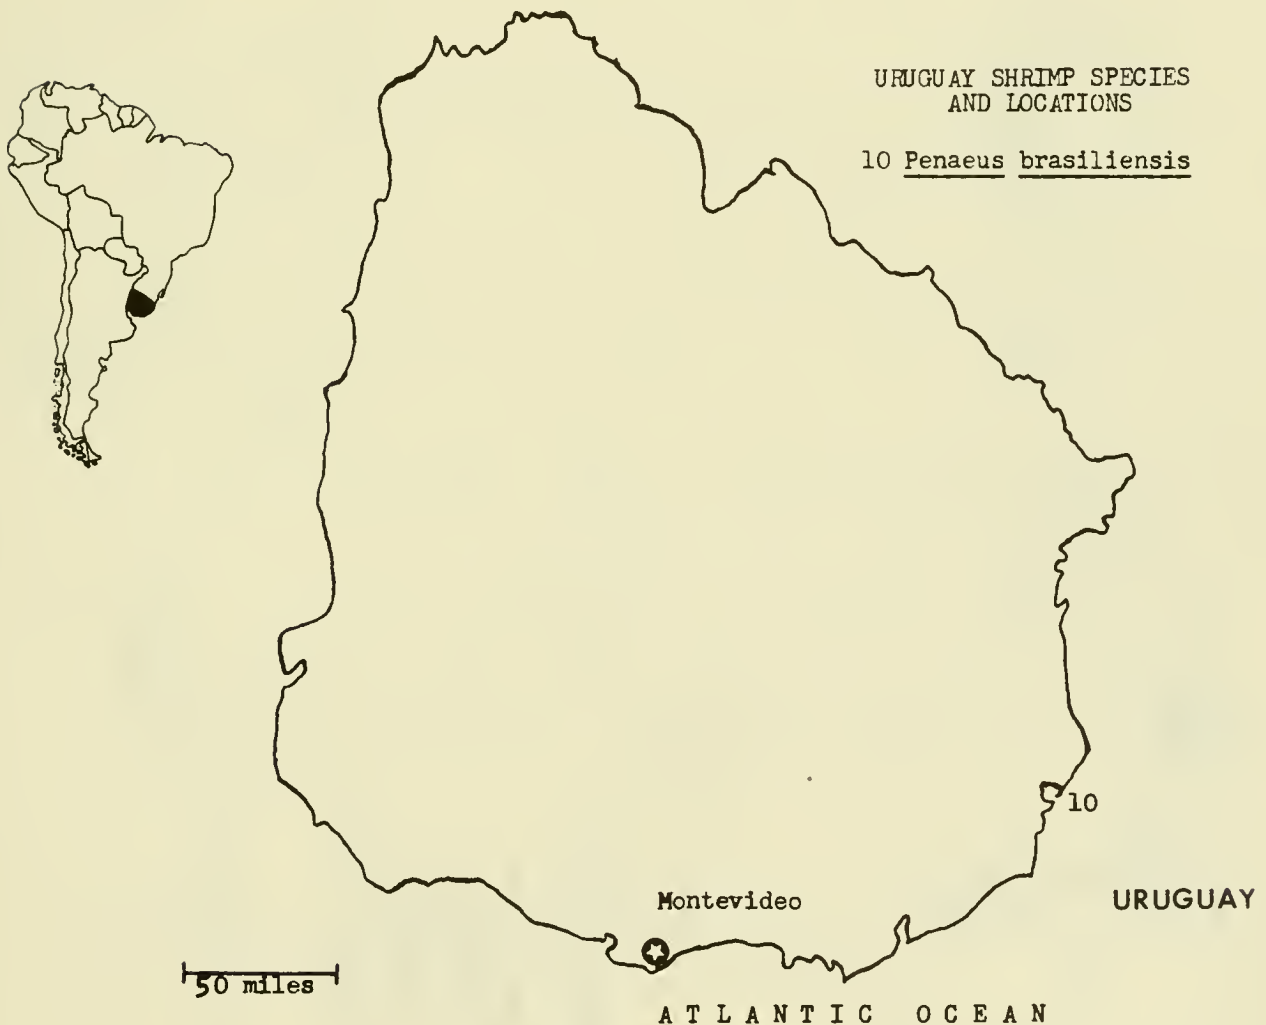 URUGUAY SHRIMP SPECIES
AND LOCATIONS
10 Penaeus brasiliensis
10
Montevideo
URUGUAY
50 miles
ATLANTIC OCEAN